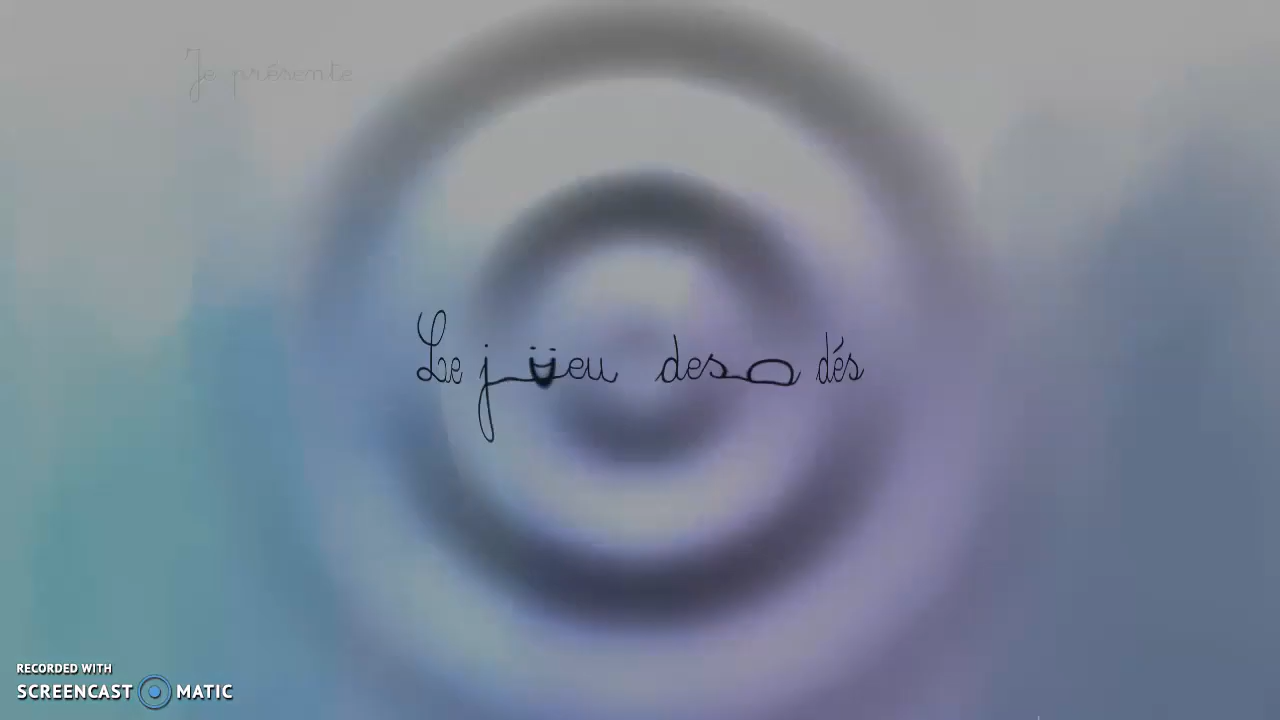 Je présente
Le jeu des dés
RECORDED WITH
SCREENCAST MATIC